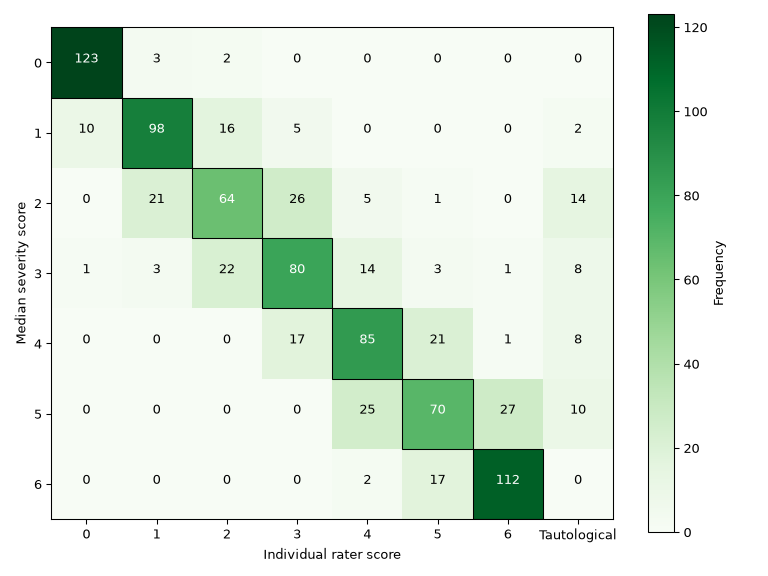 0 123 3 2 0 0 0 0 0
1 10 98 16 5 0 0 0 2
2 0 21 64 26 5 1 0 14
3 1 3 22 80 14 3 1 8
4 0 0 0 17 85 21 1 8
5 0 0 0 0 25 70 27 10
6 0 0 0 0 2 17 112 0
0 1 2 3 4 5 6 Tautological
Individual rater score
Median severity score
120
100
80
60
40
20
0
Frequency